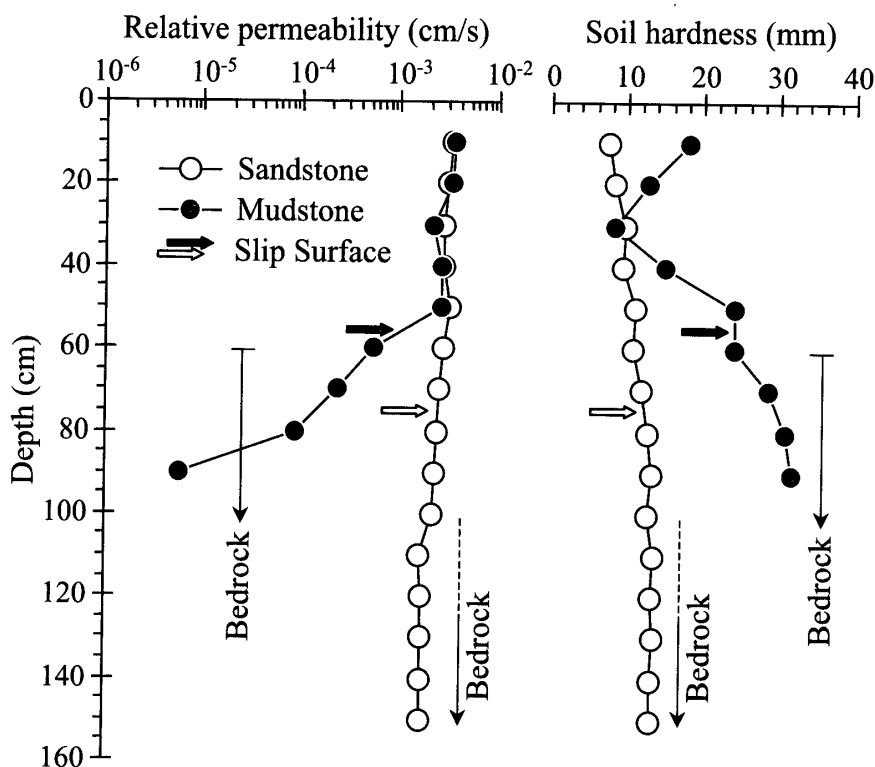 Relative permeability (cm/s)
10-6 10-5 10-4 10-3 10-2
Soil hardness (mm)
0 10 20 30 40
Depth (cm)
0
20
40
60
80
100
120
140
160
Sandstone
Mudstone
Slip Surface
Bedrock
Bedrock
Bedrock
Bedrock